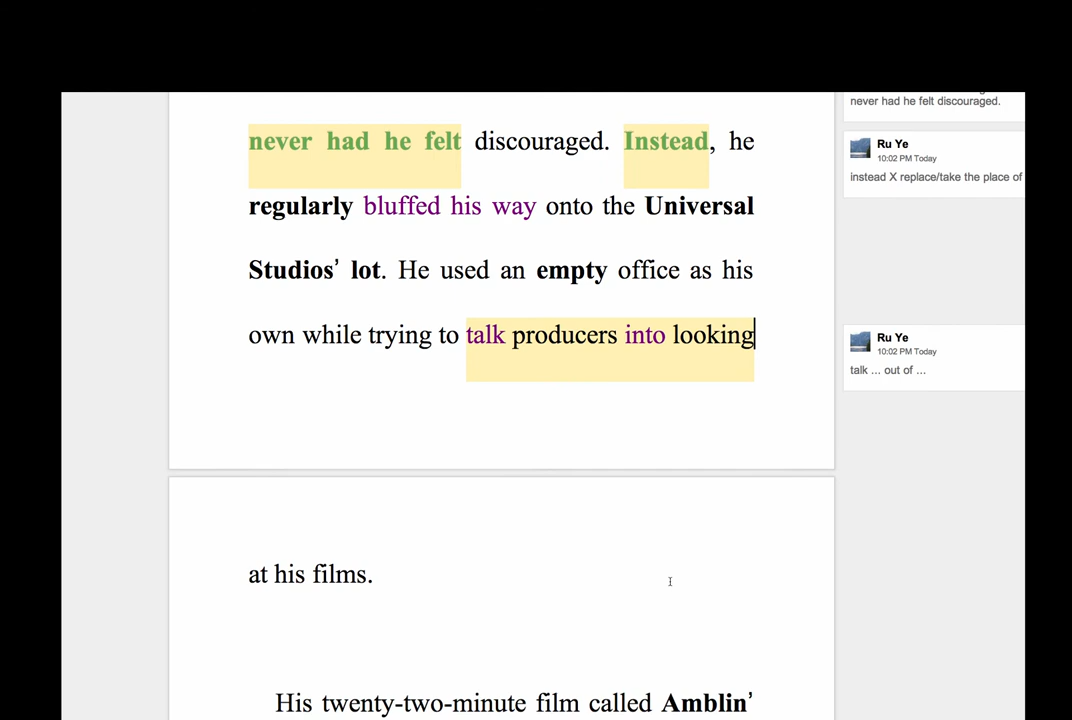 never had he felt discouraged. Instead, he
regularly bluffed his way onto the Universal
Studios’ lot. He used an empty office as his
own while trying to talk producers into looking
at his films.
His twenty-two-minute film called Amblin’
never had he felt discouraged.
Ru Ye
10:02 PM Today
instead X replace/take the place of
Ru Ye
10:02 PM Today
talk ... out of ...